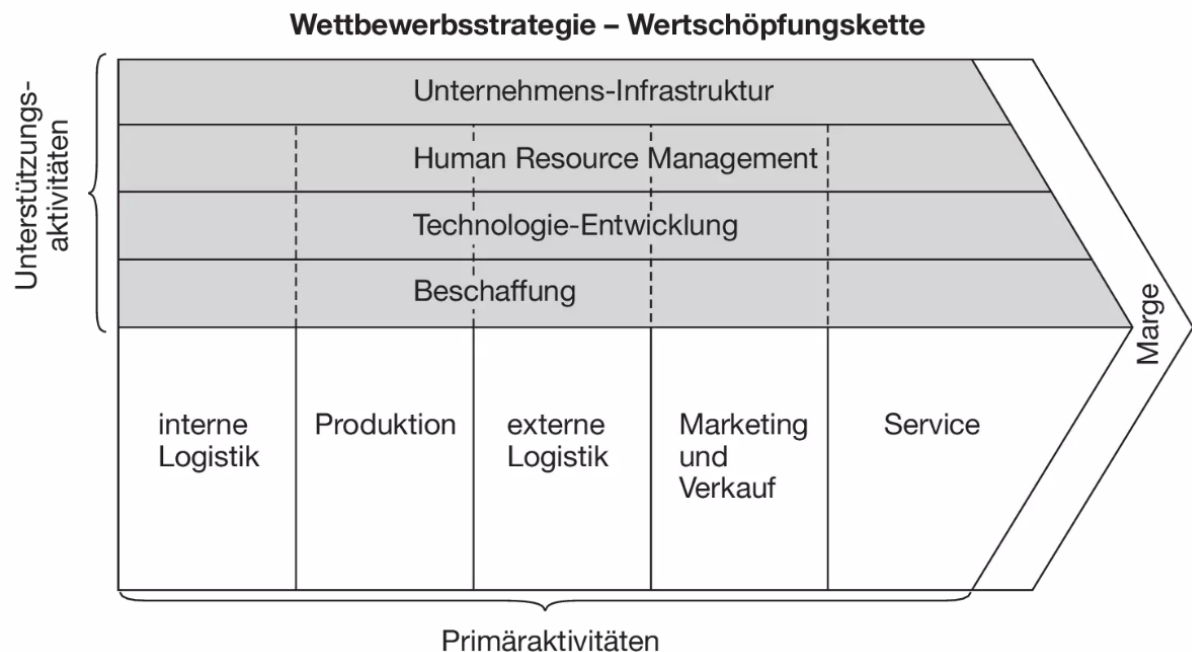 Wettbewerbsstrategie – Wertschöpfungskette
Unterstützungs-
aktivitäten
Unternehmens-Infrastruktur
Human Resource Management
Technologie-Entwicklung
Beschaffung
Marge
interne
Logistik
Produktion
externe
Logistik
Marketing
und
Verkauf
Service
Primäraktivitäten